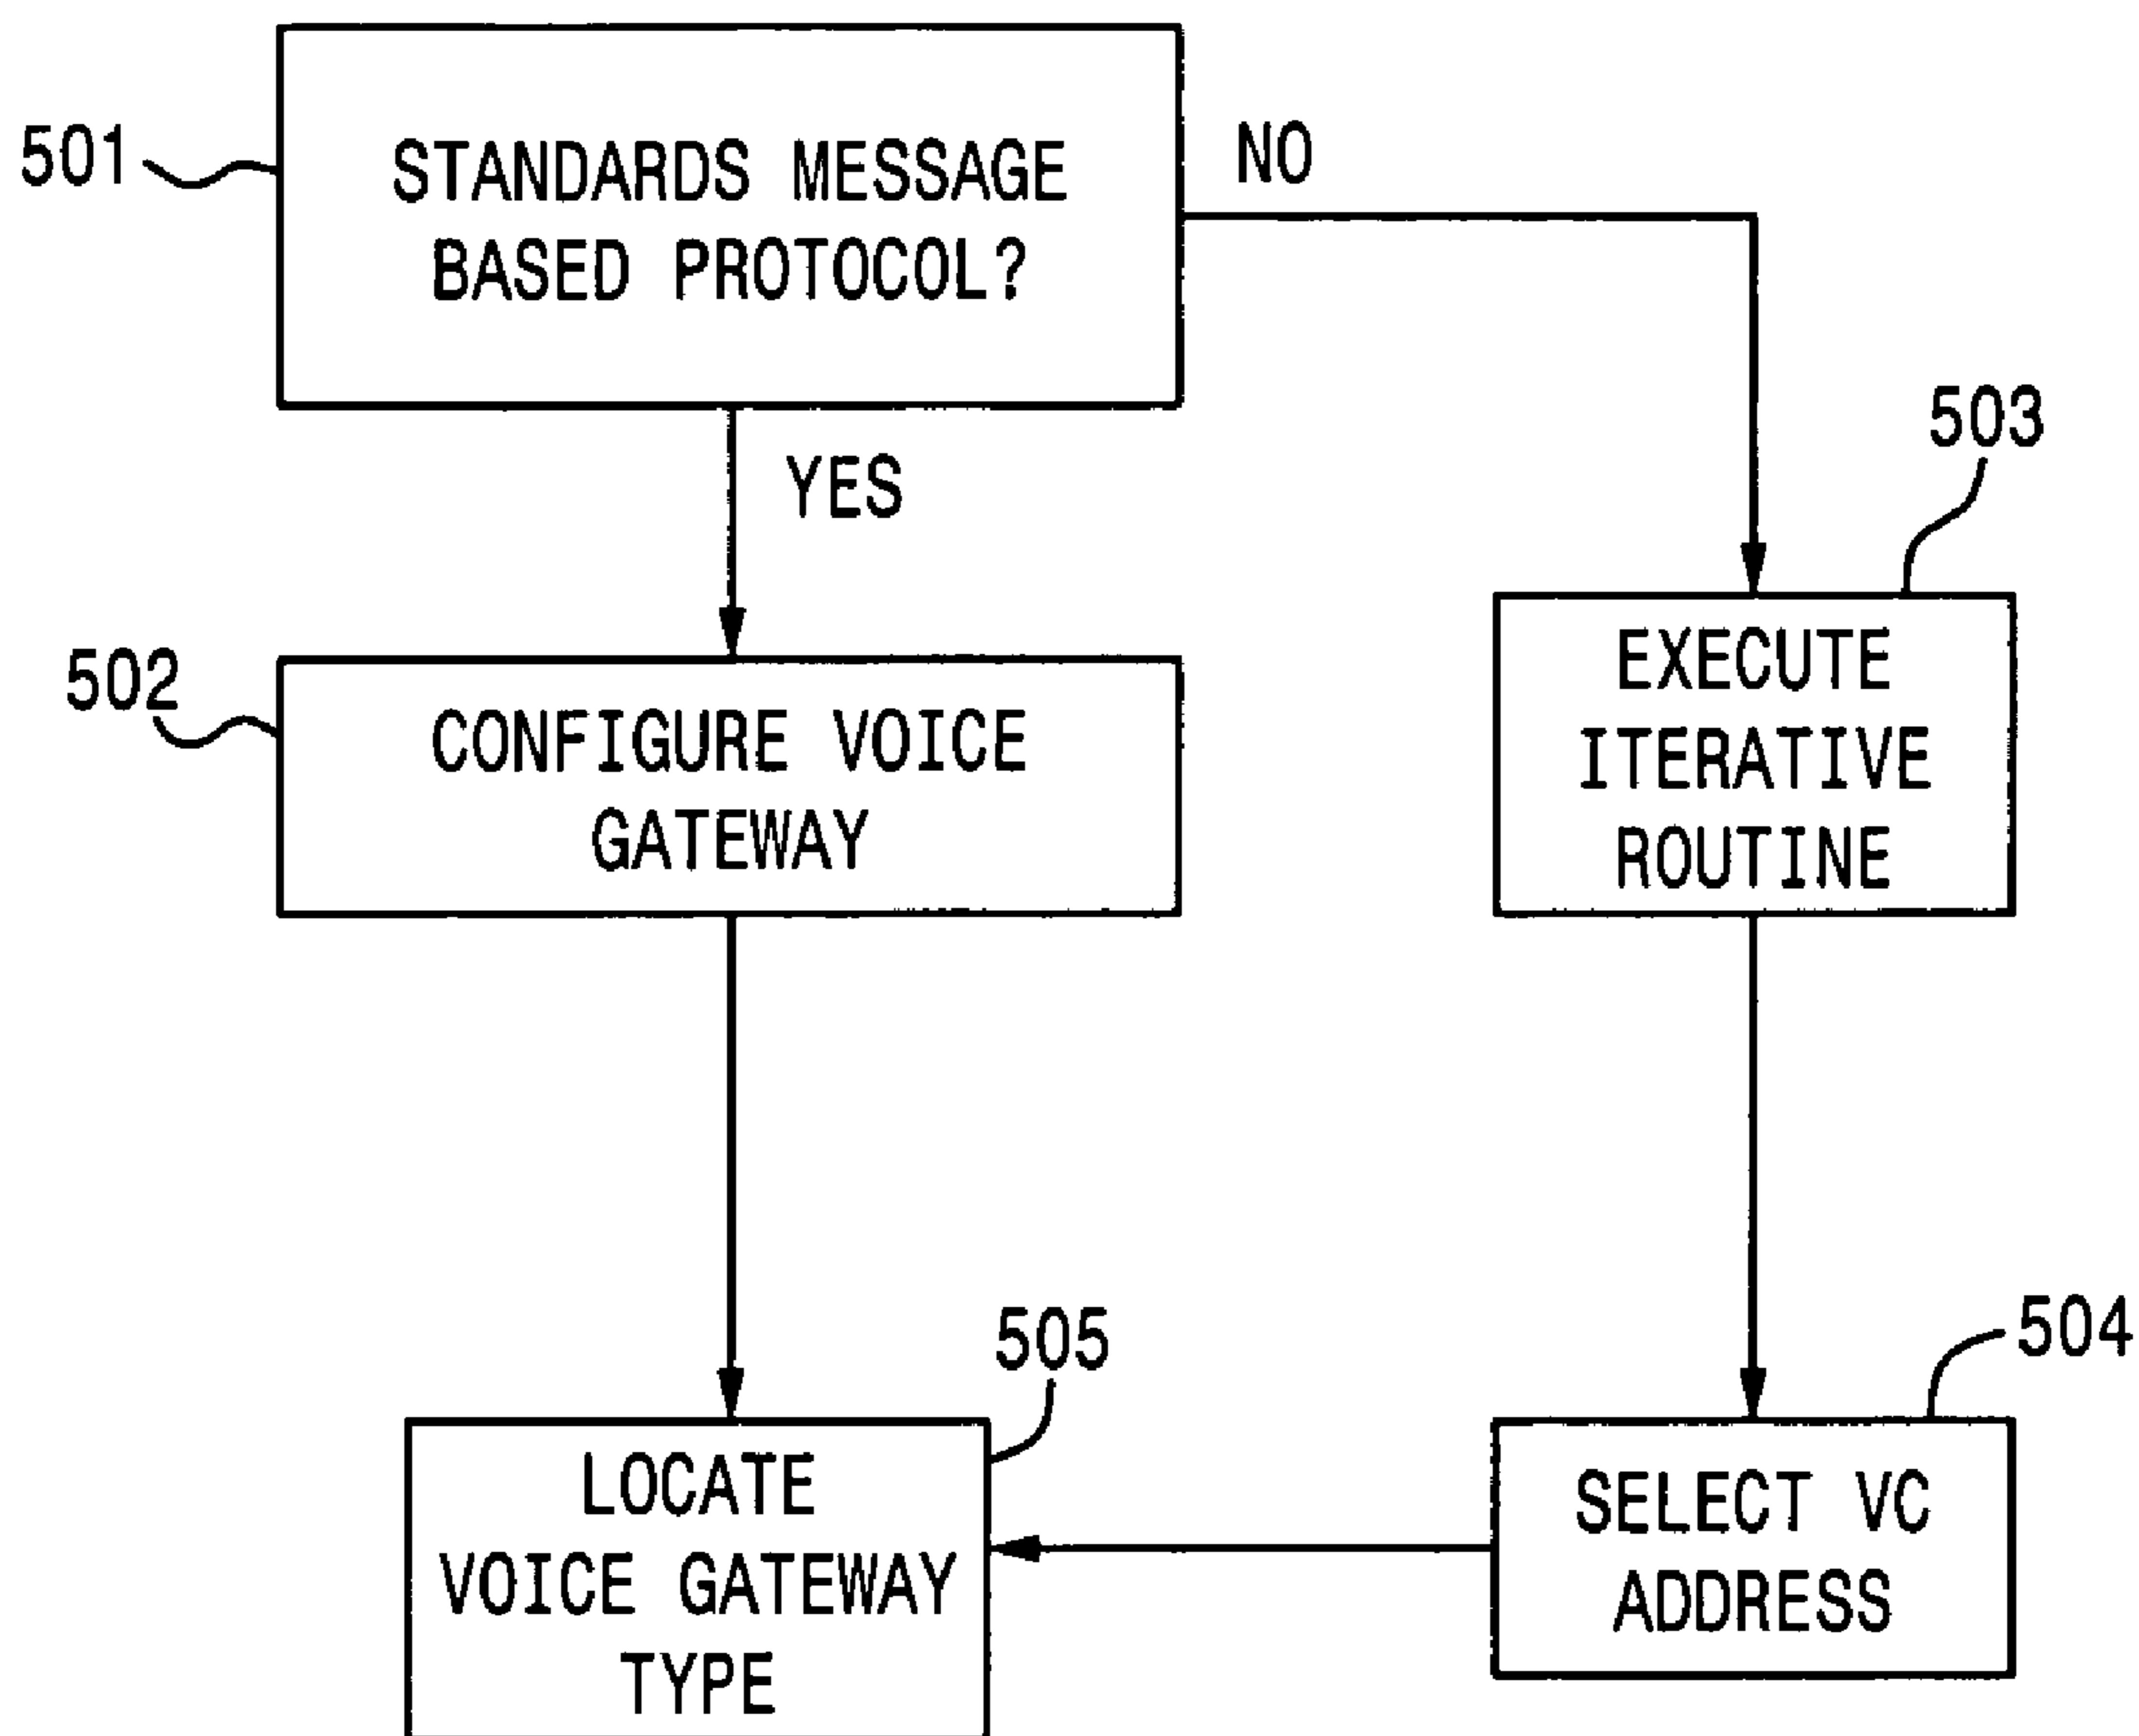 501
STANDARDS MESSAGE
BASED PROTOCOL?
NO
YES
503
502
CONFIGURE VOICE
GATEWAY
EXECUTE
ITERATIVE
ROUTINE
505
504
LOCATE
VOICE GATEWAY
TYPE
SELECT VC
ADDRESS